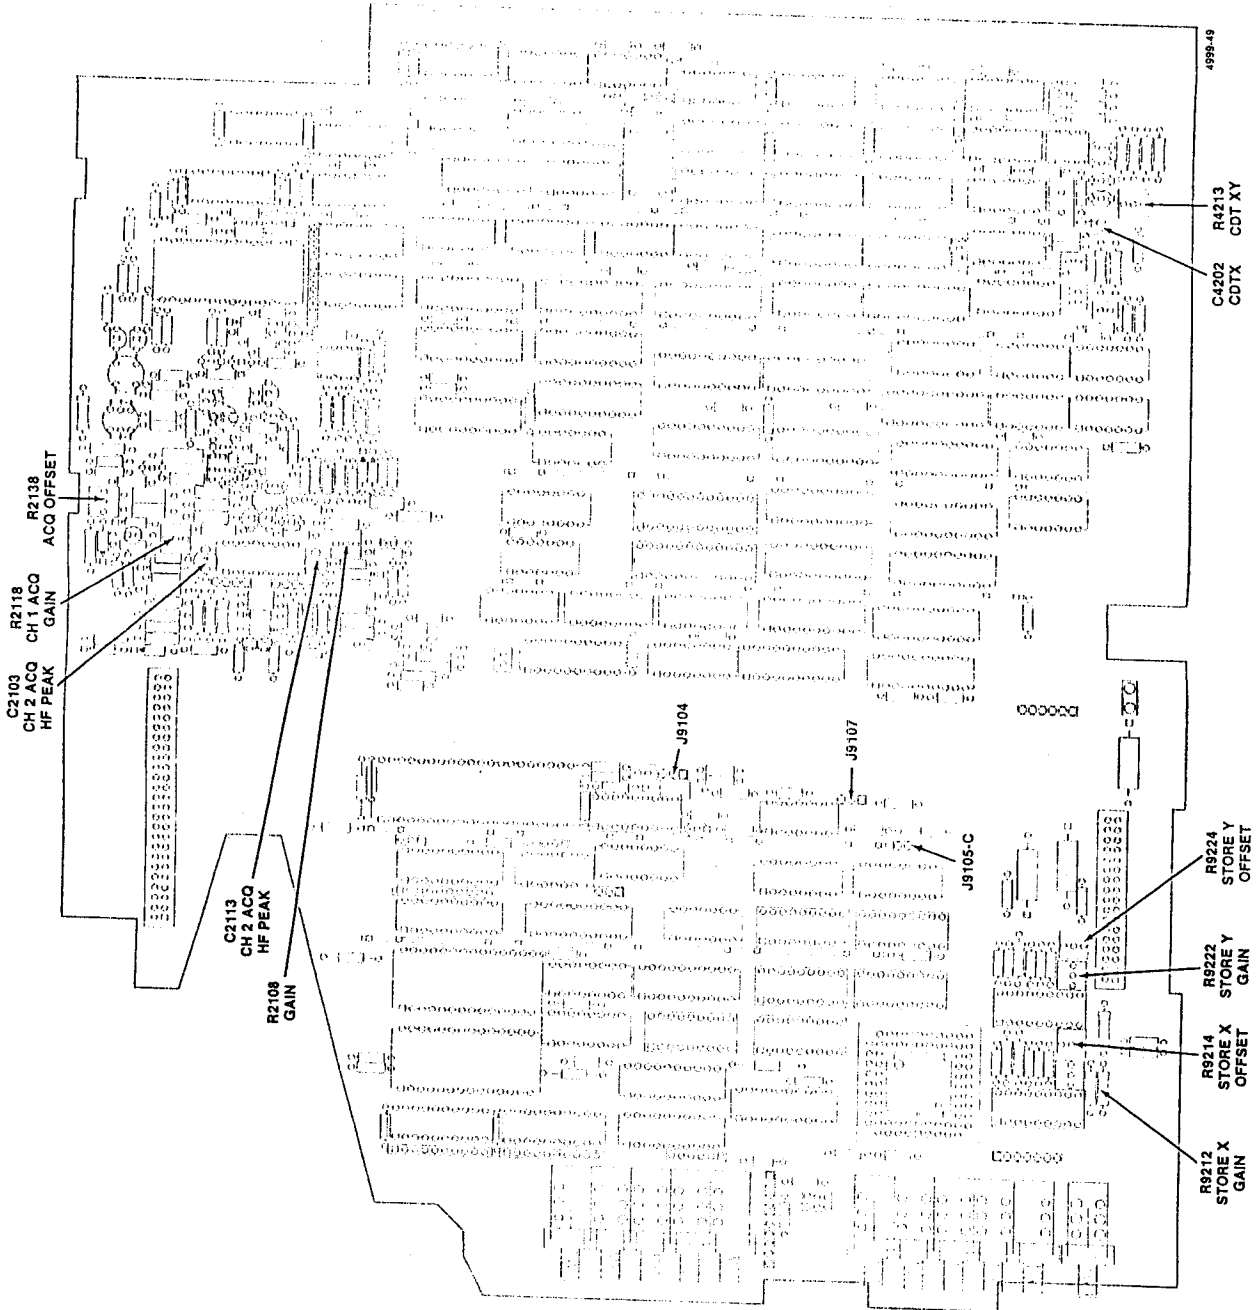 C2103
CH 2 ACQ
HF PEAK
R2118
CH 1 ACQ
GAIN
R2138
ACQ OFFSET
C2113
CH 2 ACQ
HF PEAK
R2108
GAIN
J9104
J9107
J9105-C
R9212
STORE X
GAIN
R9214
STORE X
OFFSET
R9222
STORE Y
GAIN
R9224
STORE Y
OFFSET
C4202
CDTX
R4213
CDT XY
4999-49